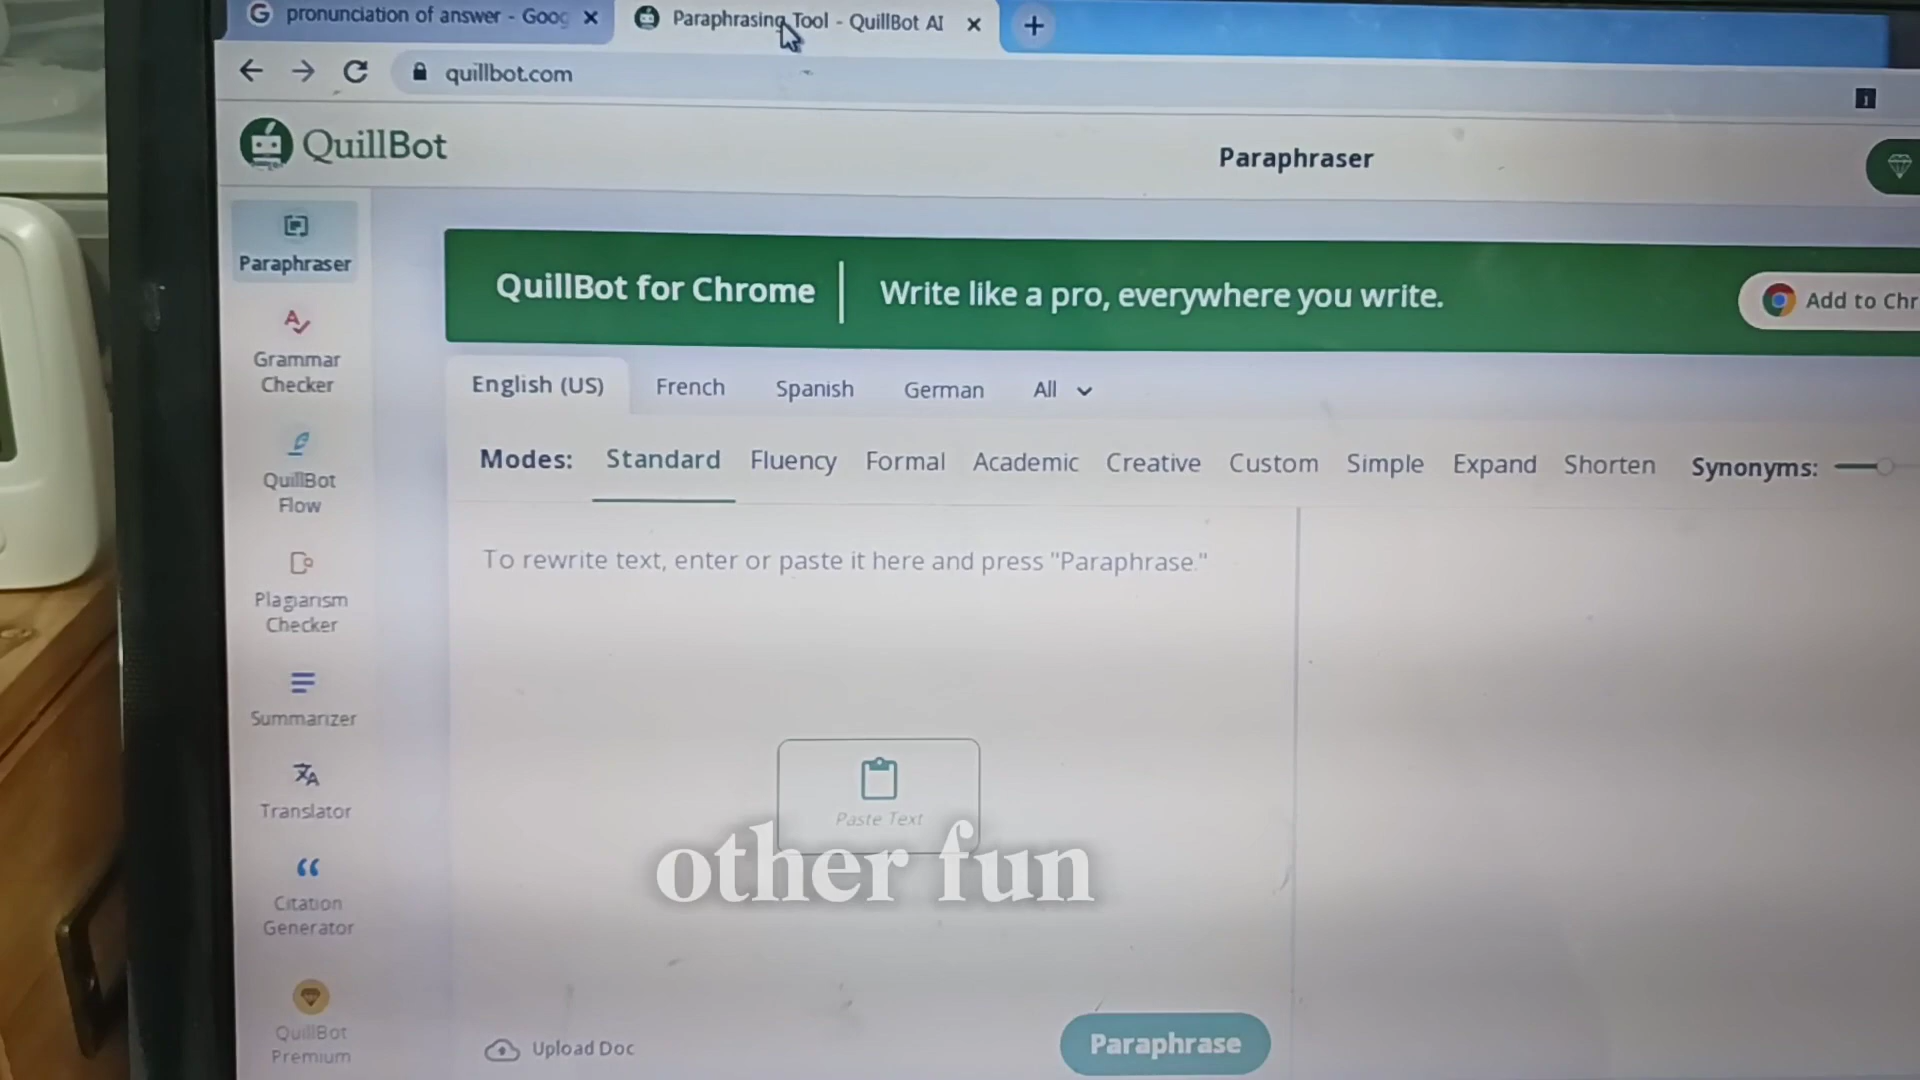 pronunciation of answer - Goog
Paraphrasing Tool - QuillBot AI
quillbot.com
QuillBot
Paraphraser
Paraphraser
QuillBot for Chrome
Write like a pro, everywhere you write.
Add to Chr
Grammar
Checker
English (US) French Spanish German All
QuillBot
Flow
Modes: Standard Fluency Formal Academic Creative Custom Simple Expand Shorten Synonyms:
To rewrite text, enter or paste it here and press "Paraphrase."
Plagiarism
Checker
Summarizer
Translator
Paste Text
other fun
Citation
Generator
QuillBot
Premium
Upload Doc
Paraphrase